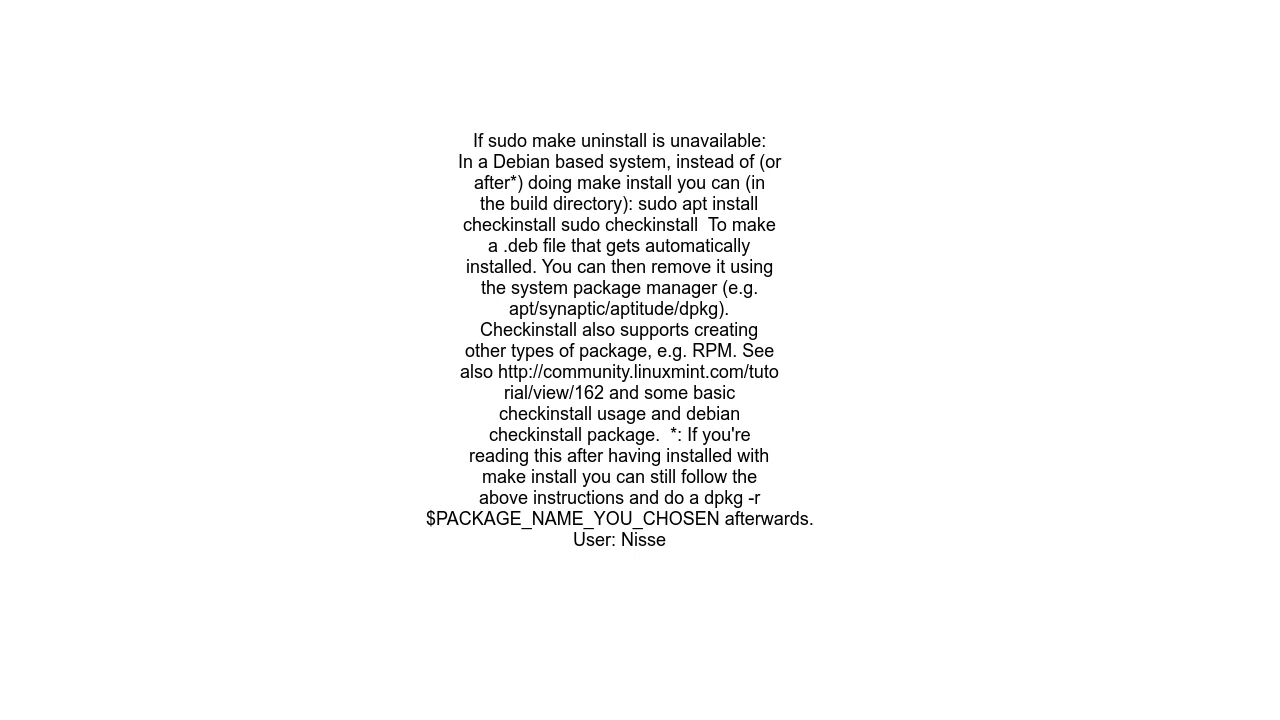 If sudo make uninstall is unavailable:
In a Debian based system, instead of (or
after*) doing make install you can (in
the build directory): sudo apt install
checkinstall sudo checkinstall  To make
a .deb file that gets automatically
installed. You can then remove it using
the system package manager (e.g.
apt/synaptic/aptitude/dpkg).
Checkinstall also supports creating
other types of package, e.g. RPM. See
also http://community.linuxmint.com/tuto
rial/view/162 and some basic
checkinstall usage and debian
checkinstall package.  *: If you're
reading this after having installed with
make install you can still follow the
above instructions and do a dpkg -r
$PACKAGE_NAME_YOU_CHOSEN afterwards.
User: Nisse